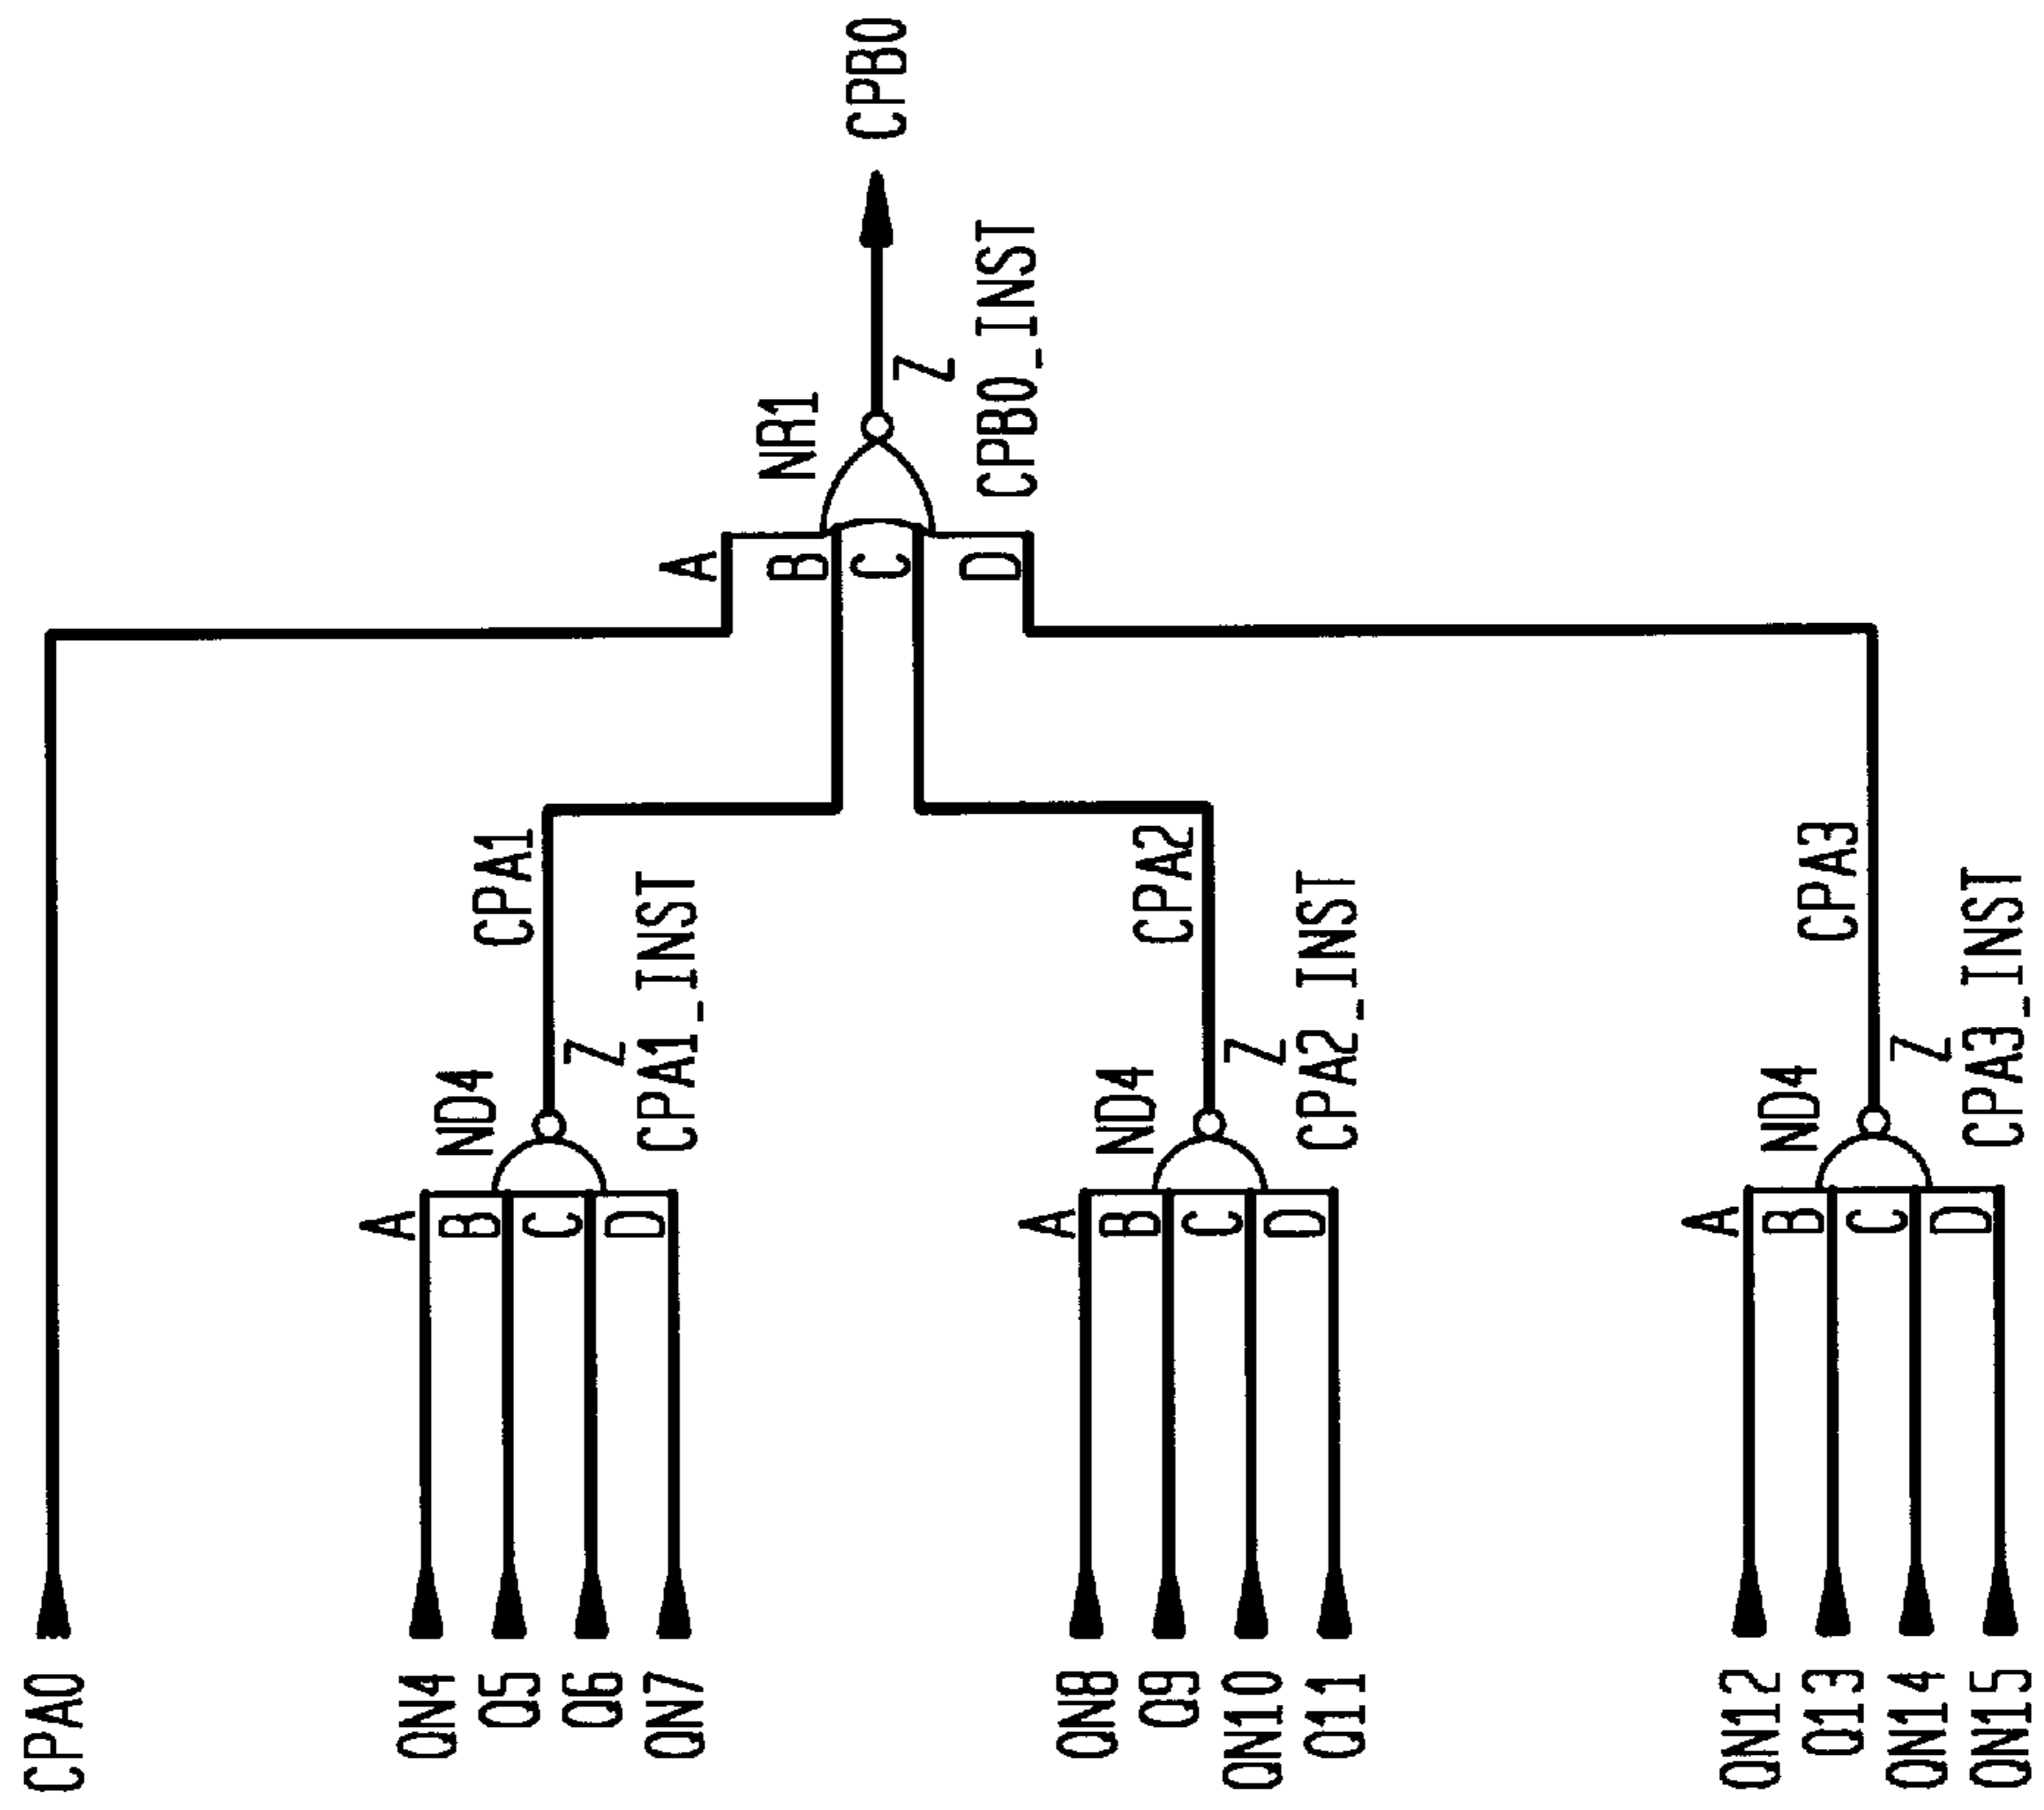 CPA0
A
QN4
ND4
B
CPA1
Q5
C
Q6
Z
D
CPA1_INST
QN7
A
NR1
B
CPB0
C
Z
D
CPB0_INST
A
QN8
ND4
B
CPA2
Q9
C
QN10
Z
D
CPA2_INST
Q11
A
QN12
ND4
B
CPA3
Q13
C
QN14
Z
D
CPA3_INST
QN15